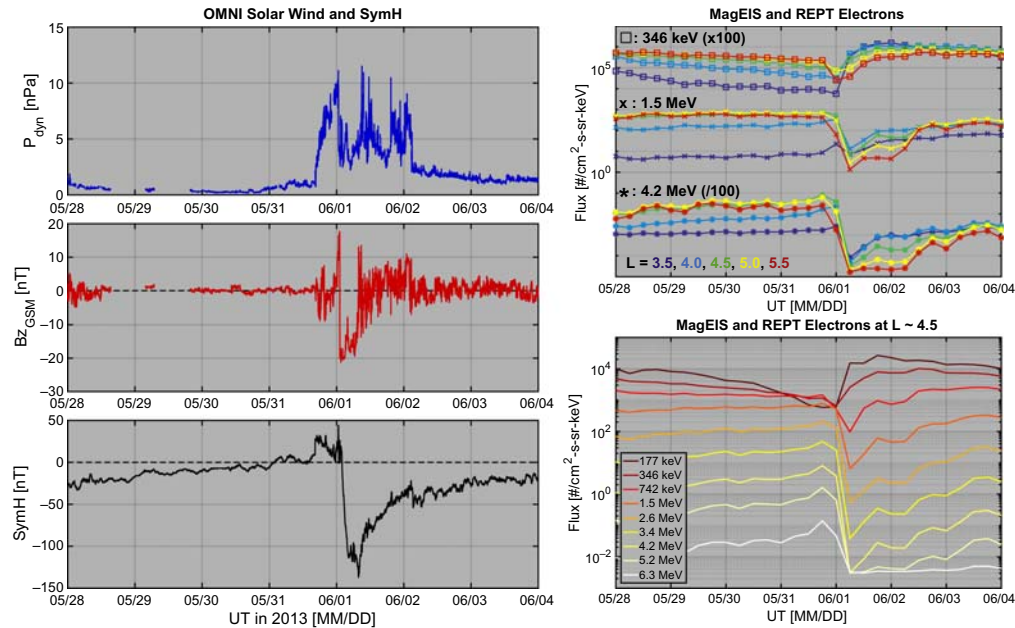 OMNI Solar Wind and SymH
15
10
5
0
P_dyn [nPa]
05/28 05/29 05/30 05/31 06/01 06/02 06/03 06/04
20
10
0
−10
−20
−30
Bz_GSM [nT]
05/28 05/29 05/30 05/31 06/01 06/02 06/03 06/04
50
0
−50
−100
−150
SymH [nT]
05/28 05/29 05/30 05/31 06/01 06/02 06/03 06/04
UT in 2013 [MM/DD]
MagEIS and REPT Electrons
□: 346 keV (x100)
x : 1.5 MeV
*: 4.2 MeV (/100)
L = 3.5, 4.0, 4.5, 5.0, 5.5
10^5
10^0
Flux [#/cm^2-s-sr-keV]
05/28 05/29 05/30 05/31 06/01 06/02 06/03 06/04
UT [MM/DD]
MagEIS and REPT Electrons at L ~ 4.5
10^4
10^2
10^0
10^−2
Flux [#/cm^2-s-sr-keV]
177 keV
346 keV
742 keV
1.5 MeV
2.6 MeV
3.4 MeV
4.2 MeV
5.2 MeV
6.3 MeV
05/28 05/29 05/30 05/31 06/01 06/02 06/03 06/04
UT [MM/DD]